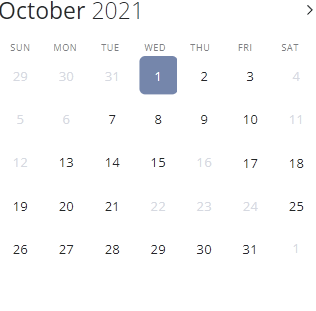 October 2021 >
SUN MON TUE WED THU FRI SAT
29 30 31 1 2 3 4
5 6 7 8 9 10 11
12 13 14 15 16 17 18
19 20 21 22 23 24 25
26 27 28 29 30 31 1